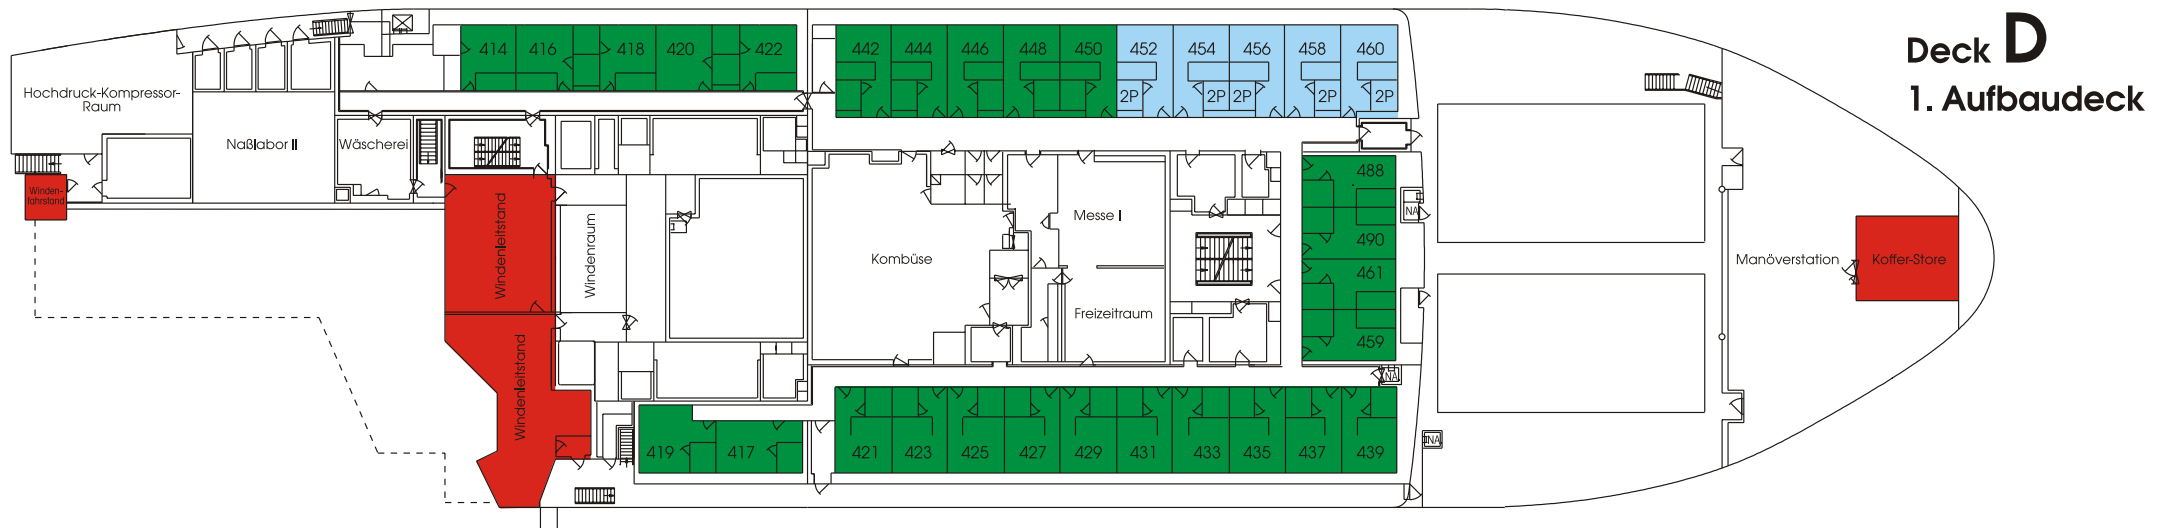 Deck D
1. Aufbaudeck
414 416 418 420 422
442 444 446 448 450 452 454 456 458 460
2P 2P 2P 2P 2P
Hochdruck-Kompressor-
Raum
Naßlabor II
Wäscherei
Winden-
fahrstand
Windenleitstand
Windenraum
Kombüse
Messe I
Freizeitraum
488
NA
490
461
459
Manöverstation
Koffer-Store
Windenleitstand
NA
NA
419 417
421 423 425 427 429 431 433 435 437 439